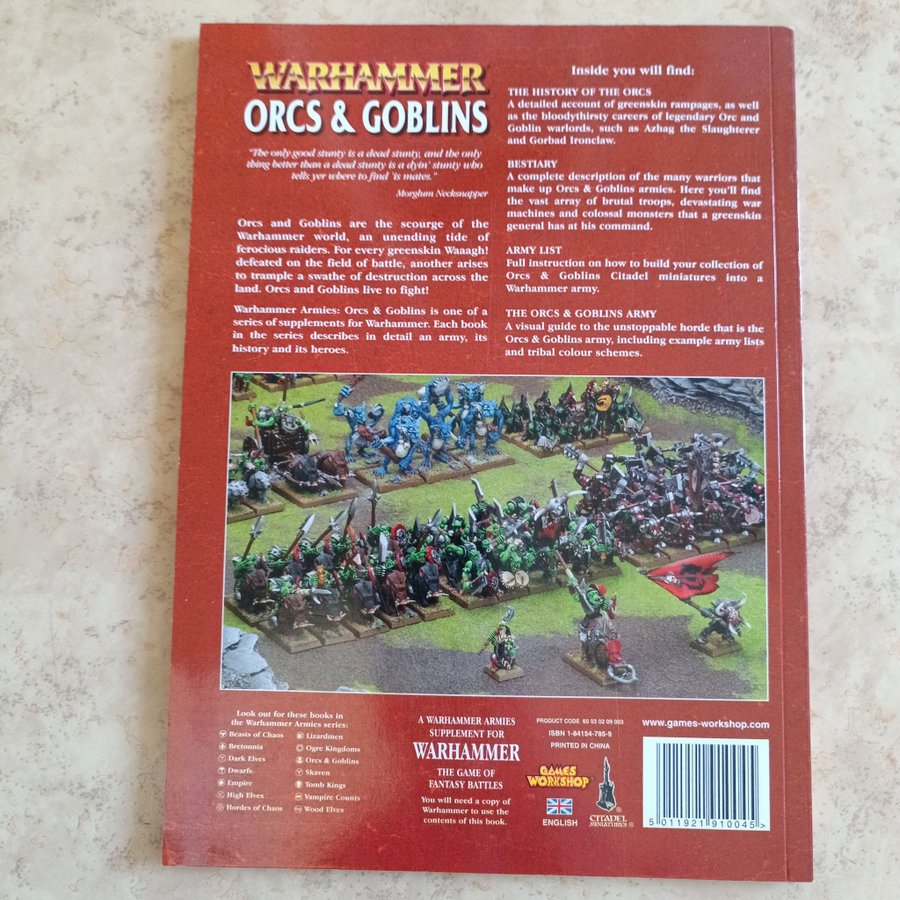 WARHAMMER
ORCS & GOBLINS
"The only good stunty is a dead stunty, and the only
thing better than a dead stunty is a dyin' stunty who
tells yer where to find 'is mates."
Morghum Necksnapper
Orcs and Goblins are the scourge of the
Warhammer world, an unending tide of
ferocious raiders. For every greenskin Waaagh!
defeated on the field of battle, another arises
to trample a swathe of destruction across the
land. Orcs and Goblins live to fight!
Warhammer Armies: Orcs & Goblins is one of a
series of supplements for Warhammer. Each book
in the series describes in detail an army, its
history and its heroes.
Inside you will find:
THE HISTORY OF THE ORCS
A detailed account of greenskin rampages, as well
as the bloodythirsty careers of legendary Orc and
Goblin warlords, such as Azhag the Slaughterer
and Gorbad Ironclaw.
BESTIARY
A complete description of the many warriors that
make up Orcs & Goblins armies. Here you'll find
the vast array of brutal troops, devastating war
machines and colossal monsters that a greenskin
general has at his command.
ARMY LIST
Full instruction on how to build your collection of
Orcs & Goblins Citadel miniatures into a
Warhammer army.
THE ORCS & GOBLINS ARMY
A visual guide to the unstoppable horde that is the
Orcs & Goblins army, including example army lists
and tribal colour schemes.
Look out for these books in
the Warhammer Armies series:
Beasts of Chaos
Bretonnia
Dark Elves
Dwarfs
Empire
High Elves
Hordes of Chaos
Lizardmen
Ogre Kingdoms
Orcs & Goblins
Skaven
Tomb Kings
Vampire Counts
Wood Elves
A WARHAMMER ARMIES
SUPPLEMENT FOR
WARHAMMER
THE GAME OF
FANTASY BATTLES
You will need a copy of
Warhammer to use the
contents of this book.
PRODUCT CODE 60 03 02 09 003
ISBN 1-84154-785-9
PRINTED IN CHINA
GAMES
WORKSHOP
ENGLISH
CITADEL
MINIATURES ®
www.games-workshop.com
5 011921 910045 >